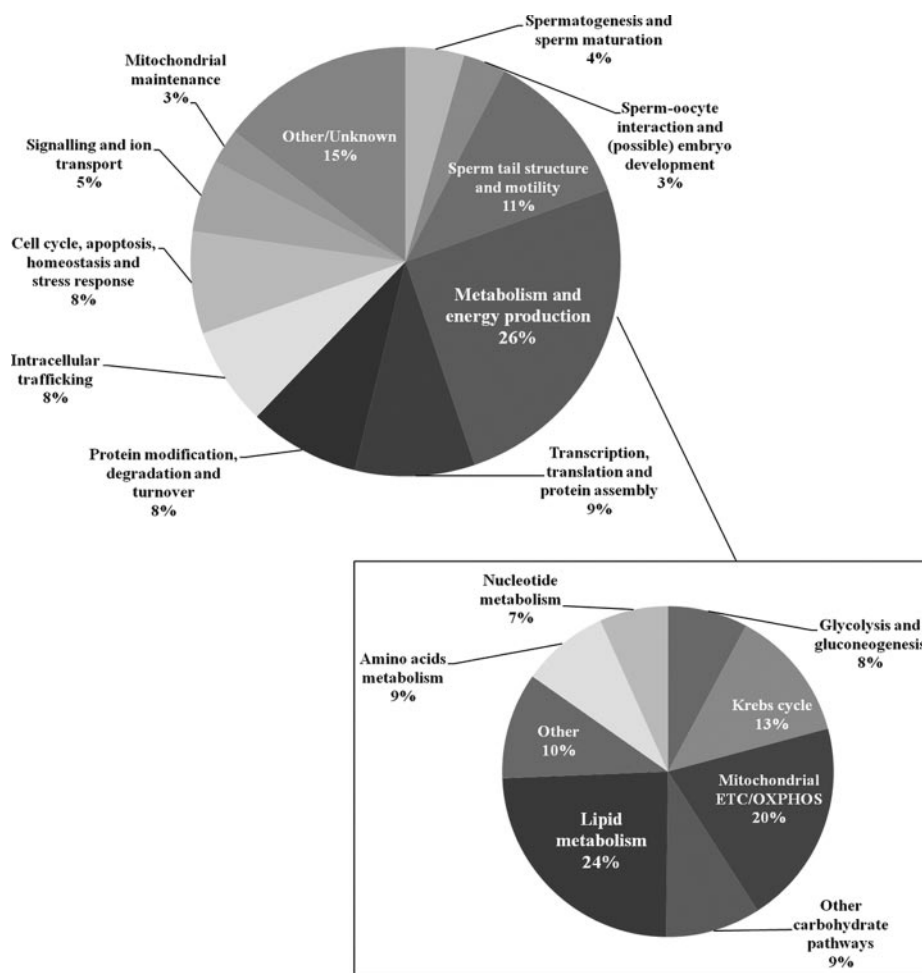 Spermatogenesis and
sperm maturation
4%
Sperm-oocyte
interaction and
(possible) embryo
development
3%
Sperm tail structure
and motility
11%
Metabolism and
energy production
26%
Transcription,
translation and
protein assembly
9%
Protein modification,
degradation and
turnover
8%
Intracellular
trafficking
8%
Cell cycle, apoptosis,
homeostasis and
stress response
8%
Signalling and ion
transport
5%
Mitochondrial
maintenance
3%
Other/Unknown
15%
Glycolysis and
gluconeogenesis
8%
Krebs cycle
13%
Mitochondrial
ETC/OXPHOS
20%
Other
carbohydrate
pathways
9%
Lipid
metabolism
24%
Other
10%
Amino acids
metabolism
9%
Nucleotide
metabolism
7%